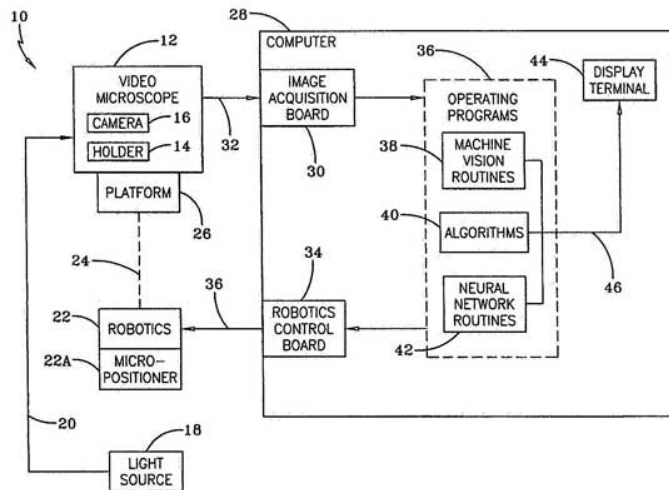 10
12
28
COMPUTER
36
44
VIDEO
MICROSCOPE
CAMERA
16
HOLDER
14
PLATFORM
26
32
IMAGE
ACQUISITION
BOARD
30
OPERATING
PROGRAMS
38
MACHINE
VISION
ROUTINES
40
ALGORITHMS
NEURAL
NETWORK
ROUTINES
42
DISPLAY
TERMINAL
46
24
34
ROBOTICS
CONTROL
BOARD
36
22
ROBOTICS
22A
MICRO-
POSITIONER
20
18
LIGHT
SOURCE